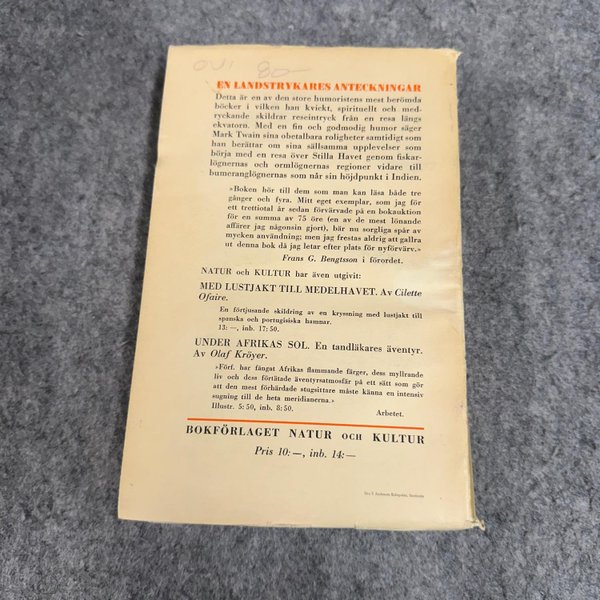 80—
EN LANDSTRYKARES ANTECKNINGAR
Detta är en av den store humoristens mest berömda
böcker i vilken han kvickt, spirituellt och med-
ryckande skildrar reseintryck från en resa längs
ekvatorn. Med en fin och godmodig humor säger
Mark Twain sina obetalbara roligheter samtidigt som
han berättar om sina sällsamma upplevelser som
börja med en resa över Stilla Havet genom fiskar-
lögnernas och ormlögnernas regioner vidare till
bumeranglögnernas som når sin höjdpunkt i Indien.
»Boken hör till dem som man kan läsa både tre
gånger och fyra. Mitt eget exemplar, som jag för
ett trettiotal år sedan förvärvade på en bokauktion
för en summa av 75 öre (en av de mest lönande
affärer jag någonsin gjort), bär nu sorgliga spår av
mycken användning; men jag frestas aldrig att gallra
ut denna bok då jag letar efter plats för nyförvärv.»
Frans G. Bengtsson i förordet.
NATUR och KULTUR har även utgivit:
MED LUSTJAKT TILL MEDELHAVET. Av Cilette
Ofaire.
En förtjusande skildring av en kryssning med lustjakt till
spanska och portugisiska hamnar.
13: —, inb. 17: 50.
UNDER AFRIKAS SOL. En tandläkares äventyr.
Av Olaf Kröyer.
»Förf. har fångat Afrikas flammande färger, dess myllrande
liv och dess förtätade äventyrsatmosfär på ett sätt som gör
att den mest förhärdade stugsittare måste känna en intensiv
sugning till de heta meridianerna.»
Illustr. 5: 50, inb. 8: 50.
Arbetet.
BOKFÖRLAGET NATUR OCH KULTUR
Pris 10: —, inb. 14: —